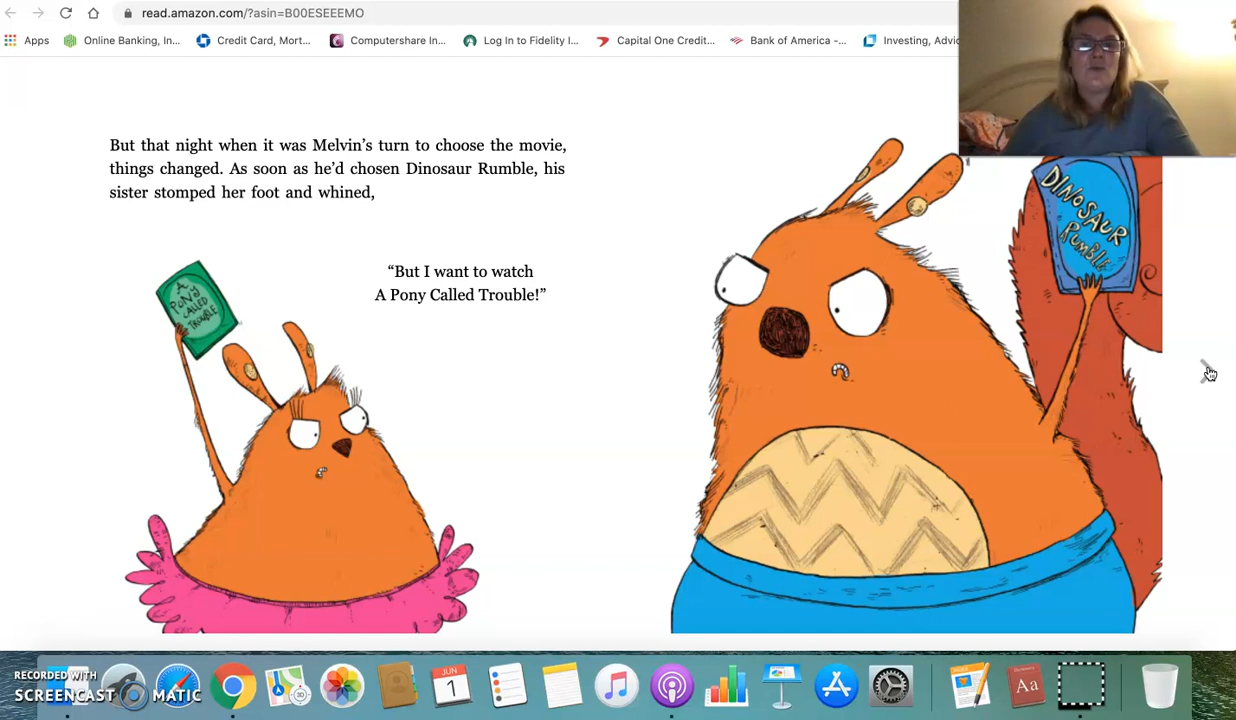 read.amazon.com/?asin=B00ESEEEMO
Apps
Online Banking, In...
Credit Card, Mort...
Computershare In...
Log In to Fidelity I...
Capital One Credit...
Bank of America -...
Investing, Advic
But that night when it was Melvin's turn to choose the movie,
things changed. As soon as he'd chosen Dinosaur Rumble, his
sister stomped her foot and whined,
"But I want to watch
A Pony Called Trouble!"
A
PONY
CALLED
TROUBLE
DINOSAUR
RUMBLE
RECORDED WITH
SCREENCAST MATIC
JUN
1
3D
Aa